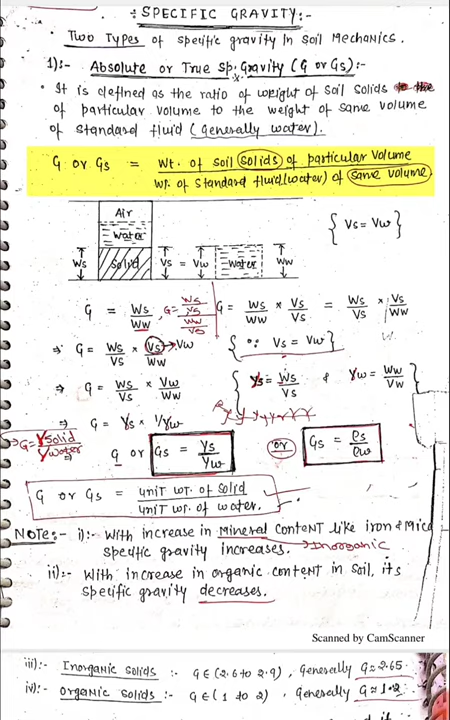 ÷ SPECIFIC GRAVITY:-
• Two Types of specific gravity in Soil Mechanics.
1):- Absolute or True Sp. Gravity (G or Gs):-
• It is defined as the ratio of weight of soil solids the
of particular volume to the weight of same volume
of standard fluid (generally water).
G or Gs = Wt. of soil solids of particular volume
wt. of standard fluid(water) of same volume
Air
Water
Solid
Ws
Vs = Vw
Water
Ww
{ Vs = Vw }
G = Ws/Ww G = (Ws/Vs)/(Ww/Vs) G = Ws/Ww × Vs/Vs = Ws/Vs × Vs/Ww
⇒ G = Ws/Vs × Vs/Ww → Vw { ∵ Vs = Vw }
⇒ G = Ws/Vs × Vw/Ww { γs = Ws/Vs & γw = Ww/Vw }
⇒ G = γs × 1/γw
⇒ G = γsolid/γwater ⇒ G or Gs = γs/γw or Gs = ρs/ρw
G or Gs = unit wt. of solid / unit wt. of water.
NOTE:- i):- With increase in Mineral content like iron & Mica
specific gravity increases. → Inorganic
ii):- With increase in organic content in soil, its
specific gravity decreases.
Scanned by CamScanner
iii):- Inorganic Solids :- G ∈ (2.6 to 2.9), Generally G ≈ 2.65.
iv):- organic solids :- G ∈ (1 to 2), Generally G ≈ 1.2